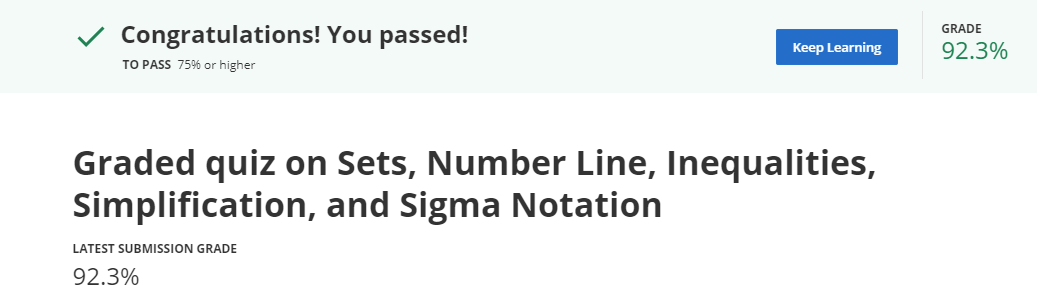 Congratulations! You passed!
TO PASS 75% or higher
Keep Learning
GRADE
92.3%
Graded quiz on Sets, Number Line, Inequalities,
Simplification, and Sigma Notation
LATEST SUBMISSION GRADE
92.3%